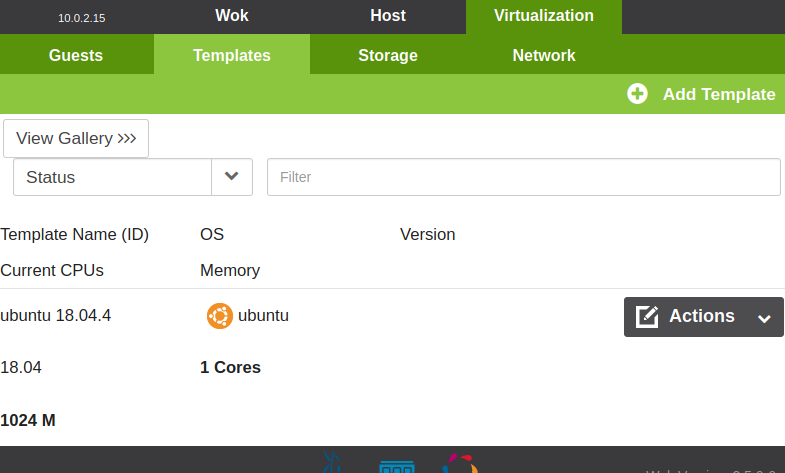 10.0.2.15 Wok Host Virtualization
Guests Templates Storage Network
Add Template
View Gallery >>>
Status Filter
Template Name (ID) OS Version
Current CPUs Memory
ubuntu 18.04.4 ubuntu Actions
18.04 1 Cores
1024 M